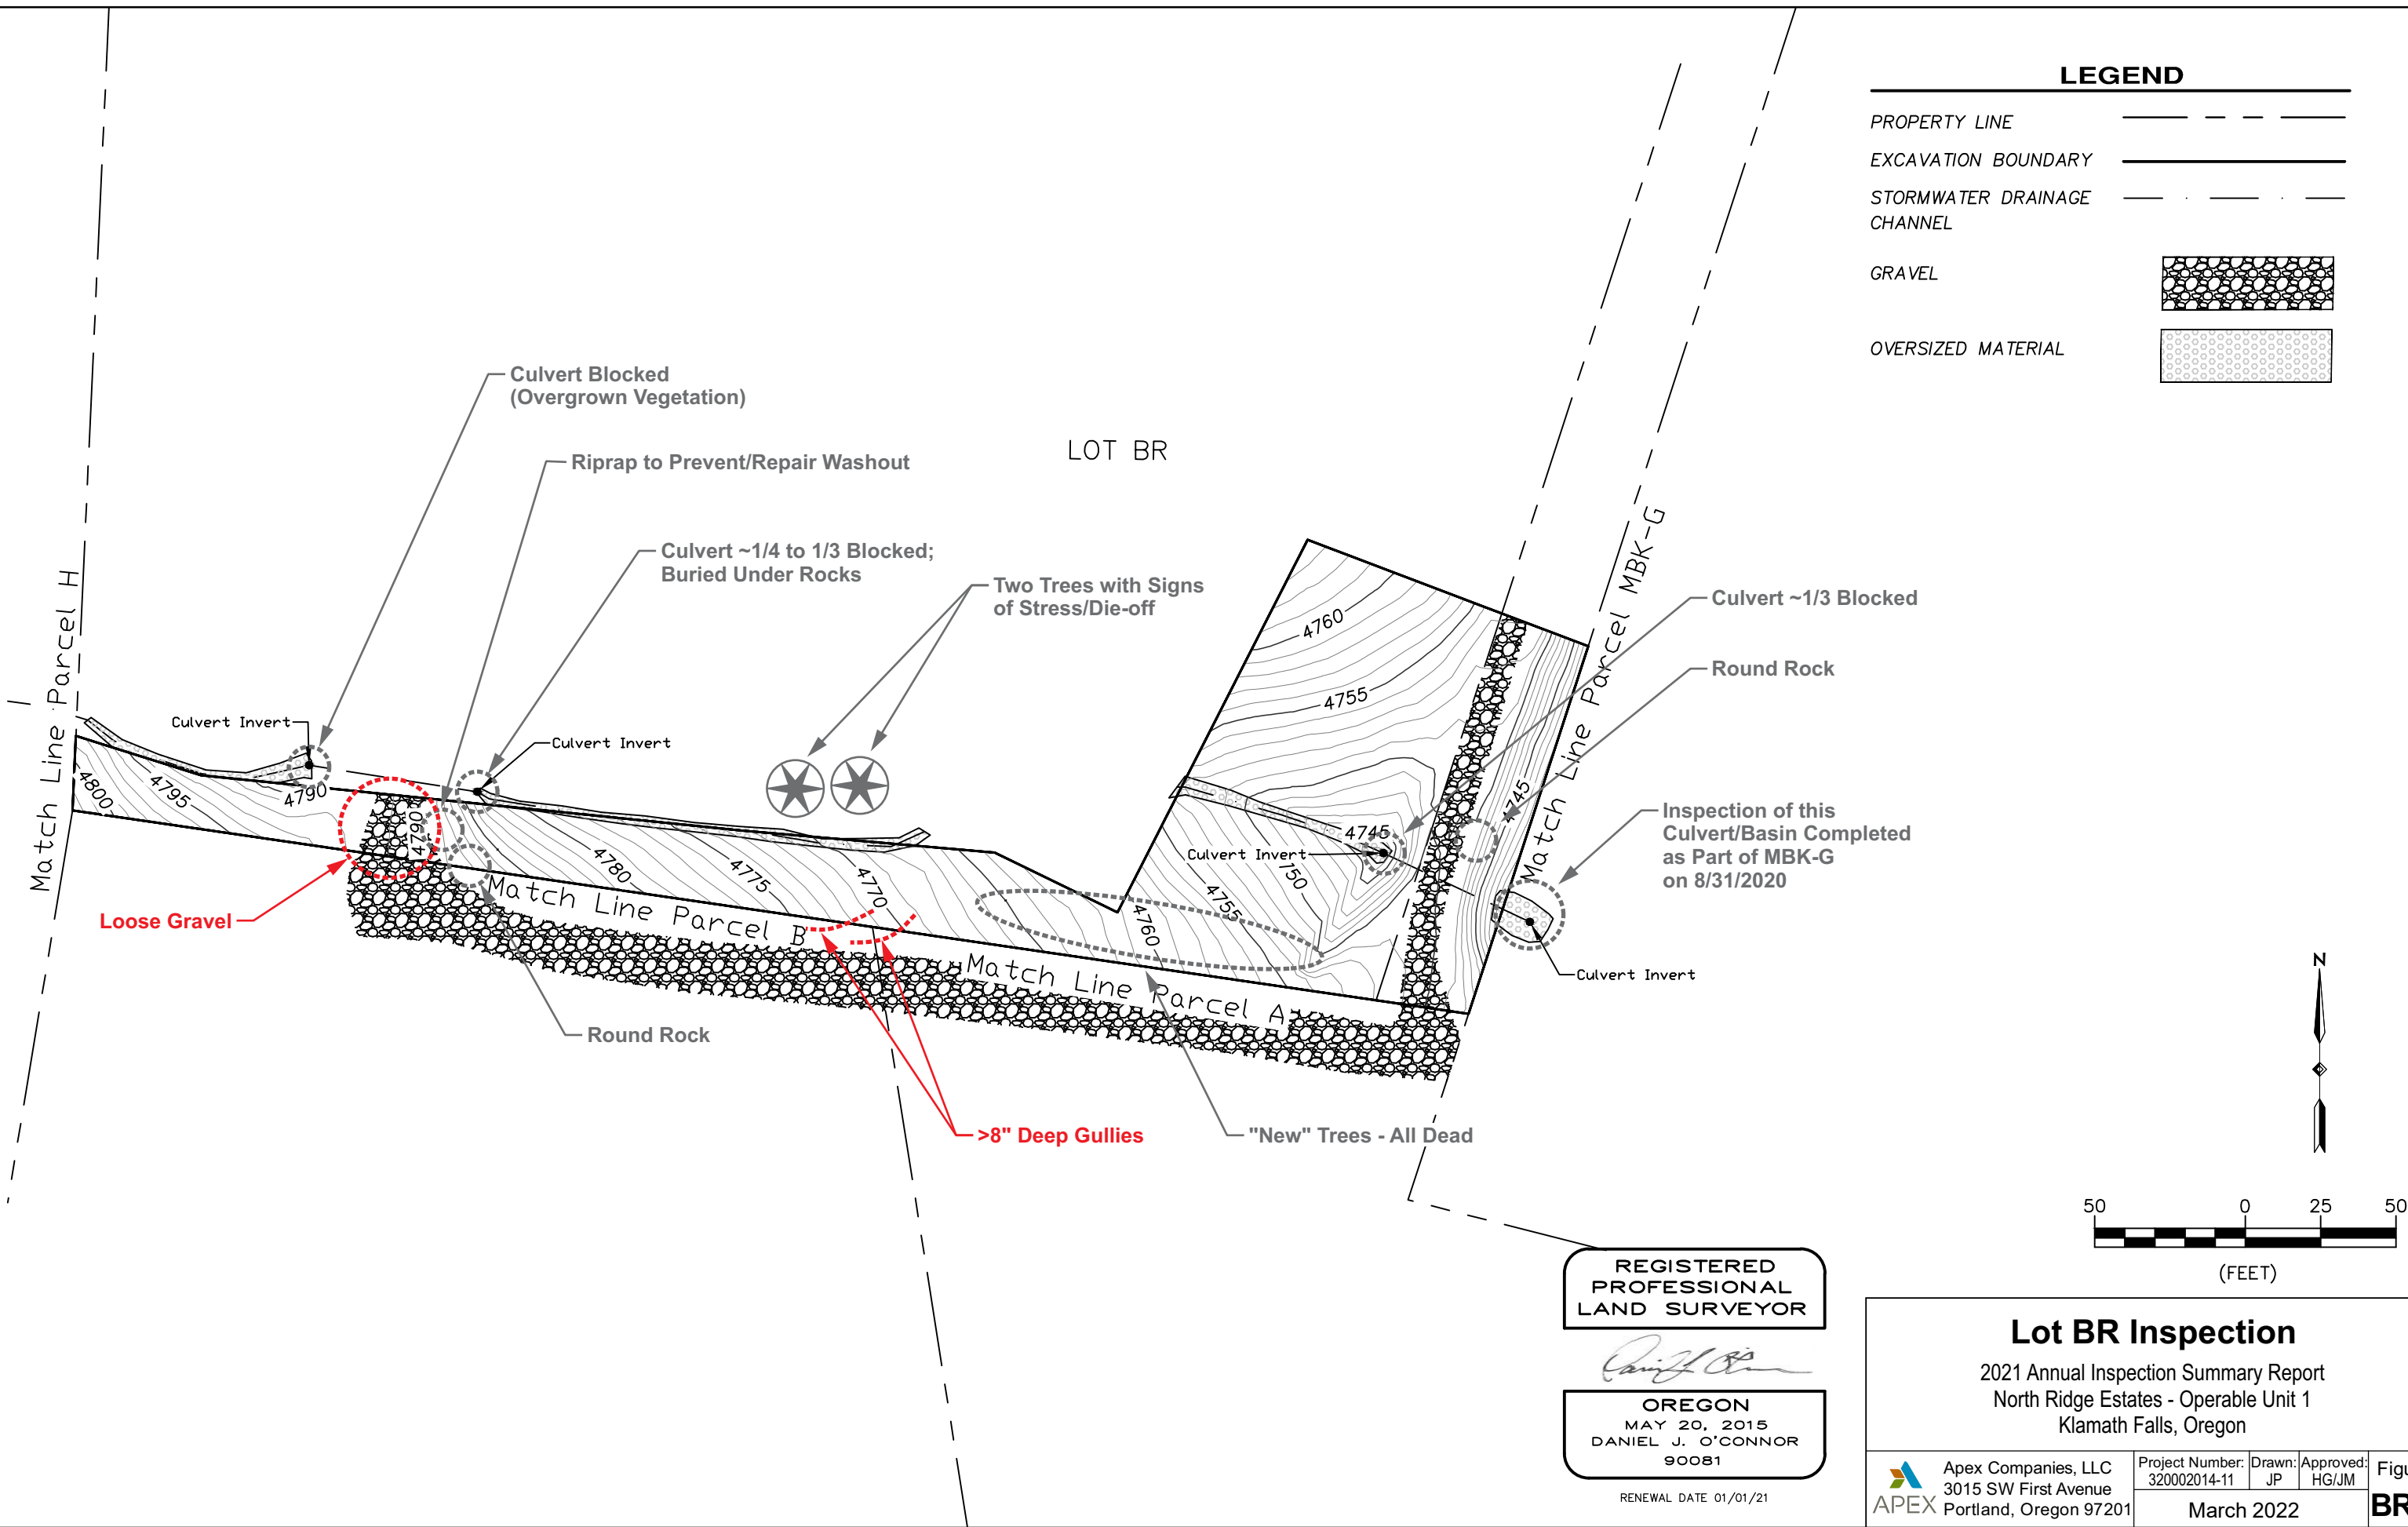 LEGEND
PROPERTY LINE
EXCAVATION BOUNDARY
STORMWATER DRAINAGE
CHANNEL
GRAVEL
OVERSIZED MATERIAL
Culvert Blocked
(Overgrown Vegetation)
Riprap to Prevent/Repair Washout
LOT BR
Culvert ~1/4 to 1/3 Blocked;
Buried Under Rocks
Two Trees with Signs
of Stress/Die-off
Culvert ~1/3 Blocked
Round Rock
Match Line Parcel H
Match Line Parcel MBK-G
Culvert Invert
Culvert Invert
4760
4755
4800
4795
4790
4790
4780
4775
4770
4745
4745
Culvert Invert
4755
4760
Inspection of this
Culvert/Basin Completed
as Part of MBK-G
on 8/31/2020
Loose Gravel
Match Line Parcel B
Match Line Parcel A
Culvert Invert
Round Rock
>8" Deep Gullies
"New" Trees - All Dead
N
50 0 25 50
(FEET)
REGISTERED
PROFESSIONAL
LAND SURVEYOR
OREGON
MAY 20, 2015
DANIEL J. O'CONNOR
90081
RENEWAL DATE 01/01/21
Lot BR Inspection
2021 Annual Inspection Summary Report
North Ridge Estates - Operable Unit 1
Klamath Falls, Oregon
APEX
Apex Companies, LLC
3015 SW First Avenue
Portland, Oregon 97201
Project Number:
320002014-11
Drawn:
JP
Approved:
HG/JM
March 2022
Figu
BR